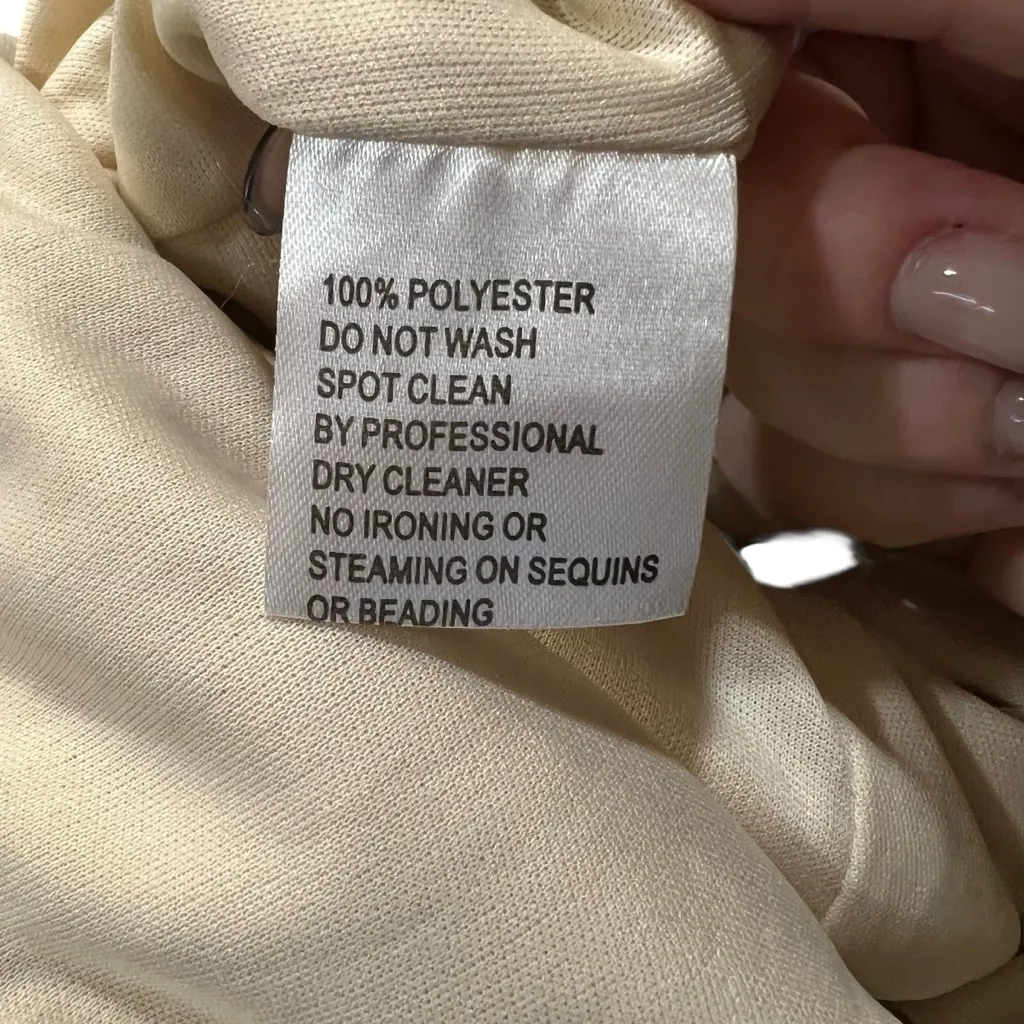 100% POLYESTER
DO NOT WASH
SPOT CLEAN
BY PROFESSIONAL
DRY CLEANER
NO IRONING OR
STEAMING ON SEQUINS
OR BEADING